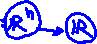 ℝⁿ → ℝ